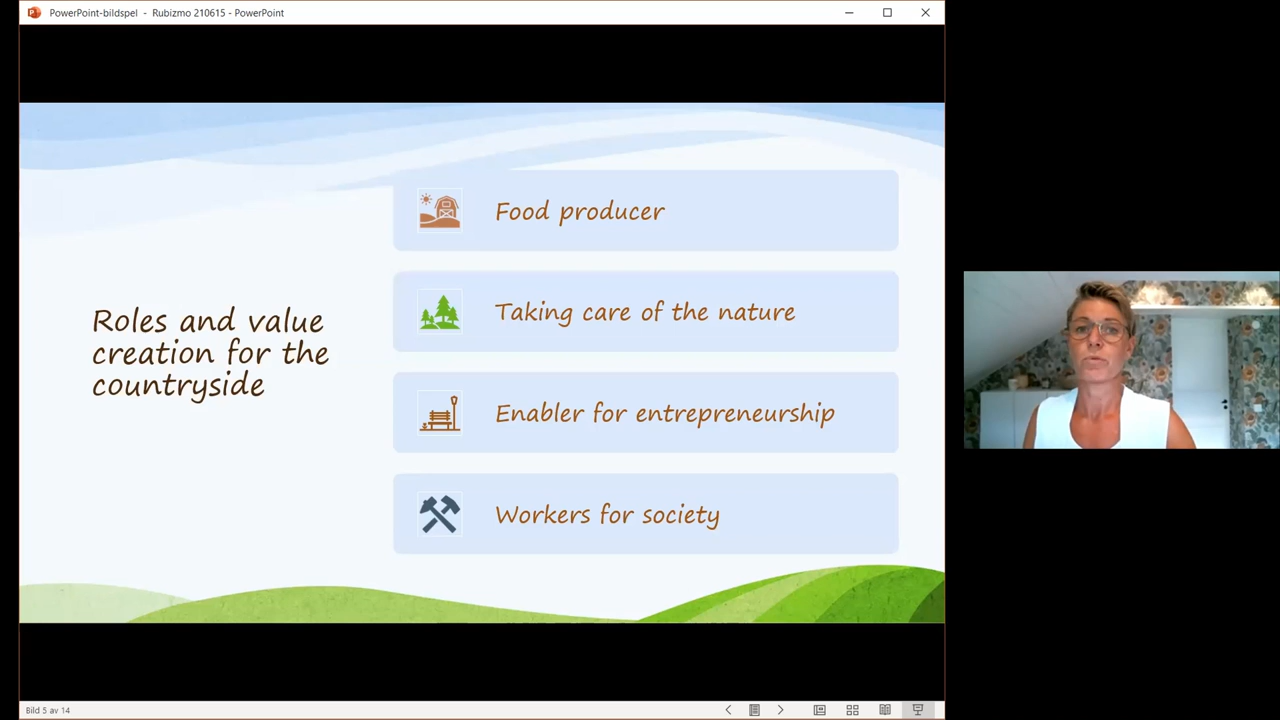 PowerPoint-bildspel - Rubizmo 210615 - PowerPoint
Roles and value
creation for the
countryside
Food producer
Taking care of the nature
Enabler for entrepreneurship
Workers for society
Bild 5 av 14